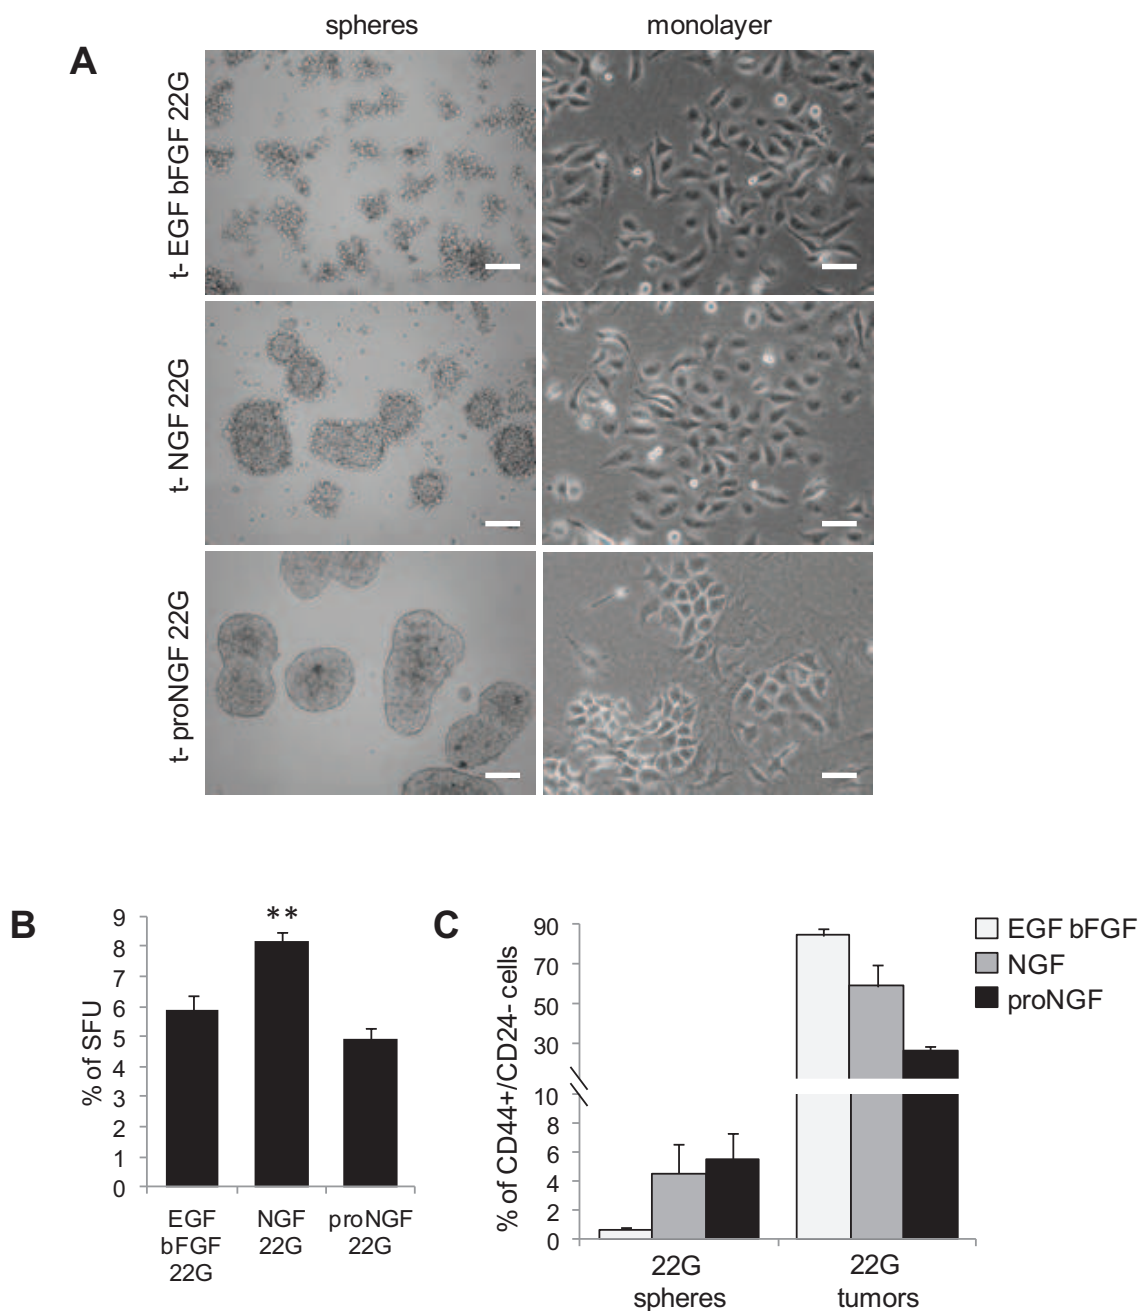 spheres
monolayer
A
t- EGF bFGF 22G
t- NGF 22G
t- proNGF 22G
B
% of SFU
9
8
7
6
5
4
3
2
1
0
**
EGF
bFGF
22G
NGF
22G
proNGF
22G
C
% of CD44+/CD24- cells
90
70
50
30
10
8
6
4
2
0
22G
spheres
22G
tumors
EGF bFGF
NGF
proNGF